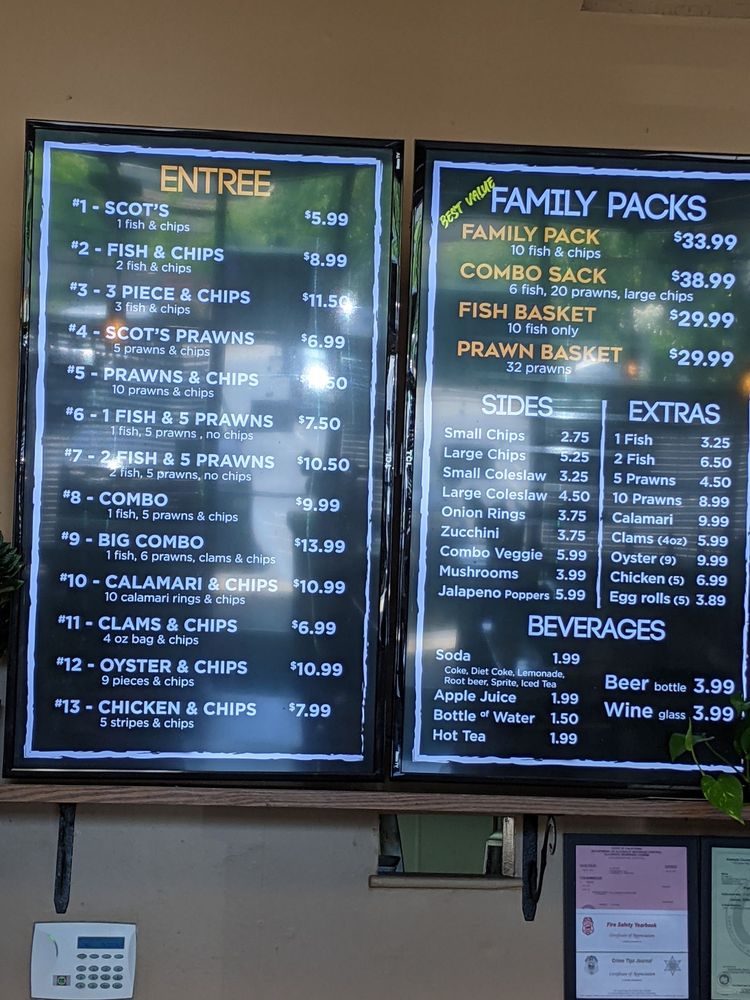 ENTREE
#1 - SCOT'S $5.99
1 fish & chips
#2 - FISH & CHIPS $8.99
2 fish & chips
#3 - 3 PIECE & CHIPS $11.50
3 fish & chips
#4 - SCOT'S PRAWNS $6.99
5 prawns & chips
#5 - PRAWNS & CHIPS
10 prawns & chips
#6 - 1 FISH & 5 PRAWNS $7.50
1 fish, 5 prawns , no chips
#7 - 2 FISH & 5 PRAWNS $10.50
2 fish, 5 prawns, no chips
#8 - COMBO $9.99
1 fish, 5 prawns & chips
#9 - BIG COMBO $13.99
1 fish, 6 prawns, clams & chips
#10 - CALAMARI & CHIPS $10.99
10 calamari rings & chips
#11 - CLAMS & CHIPS $6.99
4 oz bag & chips
#12 - OYSTER & CHIPS $10.99
9 pieces & chips
#13 - CHICKEN & CHIPS $7.99
5 stripes & chips
BEST VALUE
FAMILY PACKS
FAMILY PACK $33.99
10 fish & chips
COMBO SACK $38.99
6 fish, 20 prawns, large chips
FISH BASKET $29.99
10 fish only
PRAWN BASKET $29.99
32 prawns
SIDES
Small Chips 2.75
Large Chips 5.25
Small Coleslaw 3.25
Large Coleslaw 4.50
Onion Rings 3.75
Zucchini 3.75
Combo Veggie 5.99
Mushrooms 3.99
Jalapeno Poppers 5.99
EXTRAS
1 Fish 3.25
2 Fish 6.50
5 Prawns 4.50
10 Prawns 8.99
Calamari 9.99
Clams (4oz) 5.99
Oyster (9) 9.99
Chicken (5) 6.99
Egg rolls (5) 3.89
BEVERAGES
Soda 1.99
Coke, Diet Coke, Lemonade,
Root beer, Sprite, Iced Tea
Apple Juice 1.99
Bottle of Water 1.50
Hot Tea 1.99
Beer bottle 3.99
Wine glass 3.99
TCL
TCL
Fire Safety Yearbook
Certificate of Appreciation
Crime Tips Journal
Certificate of Appreciation